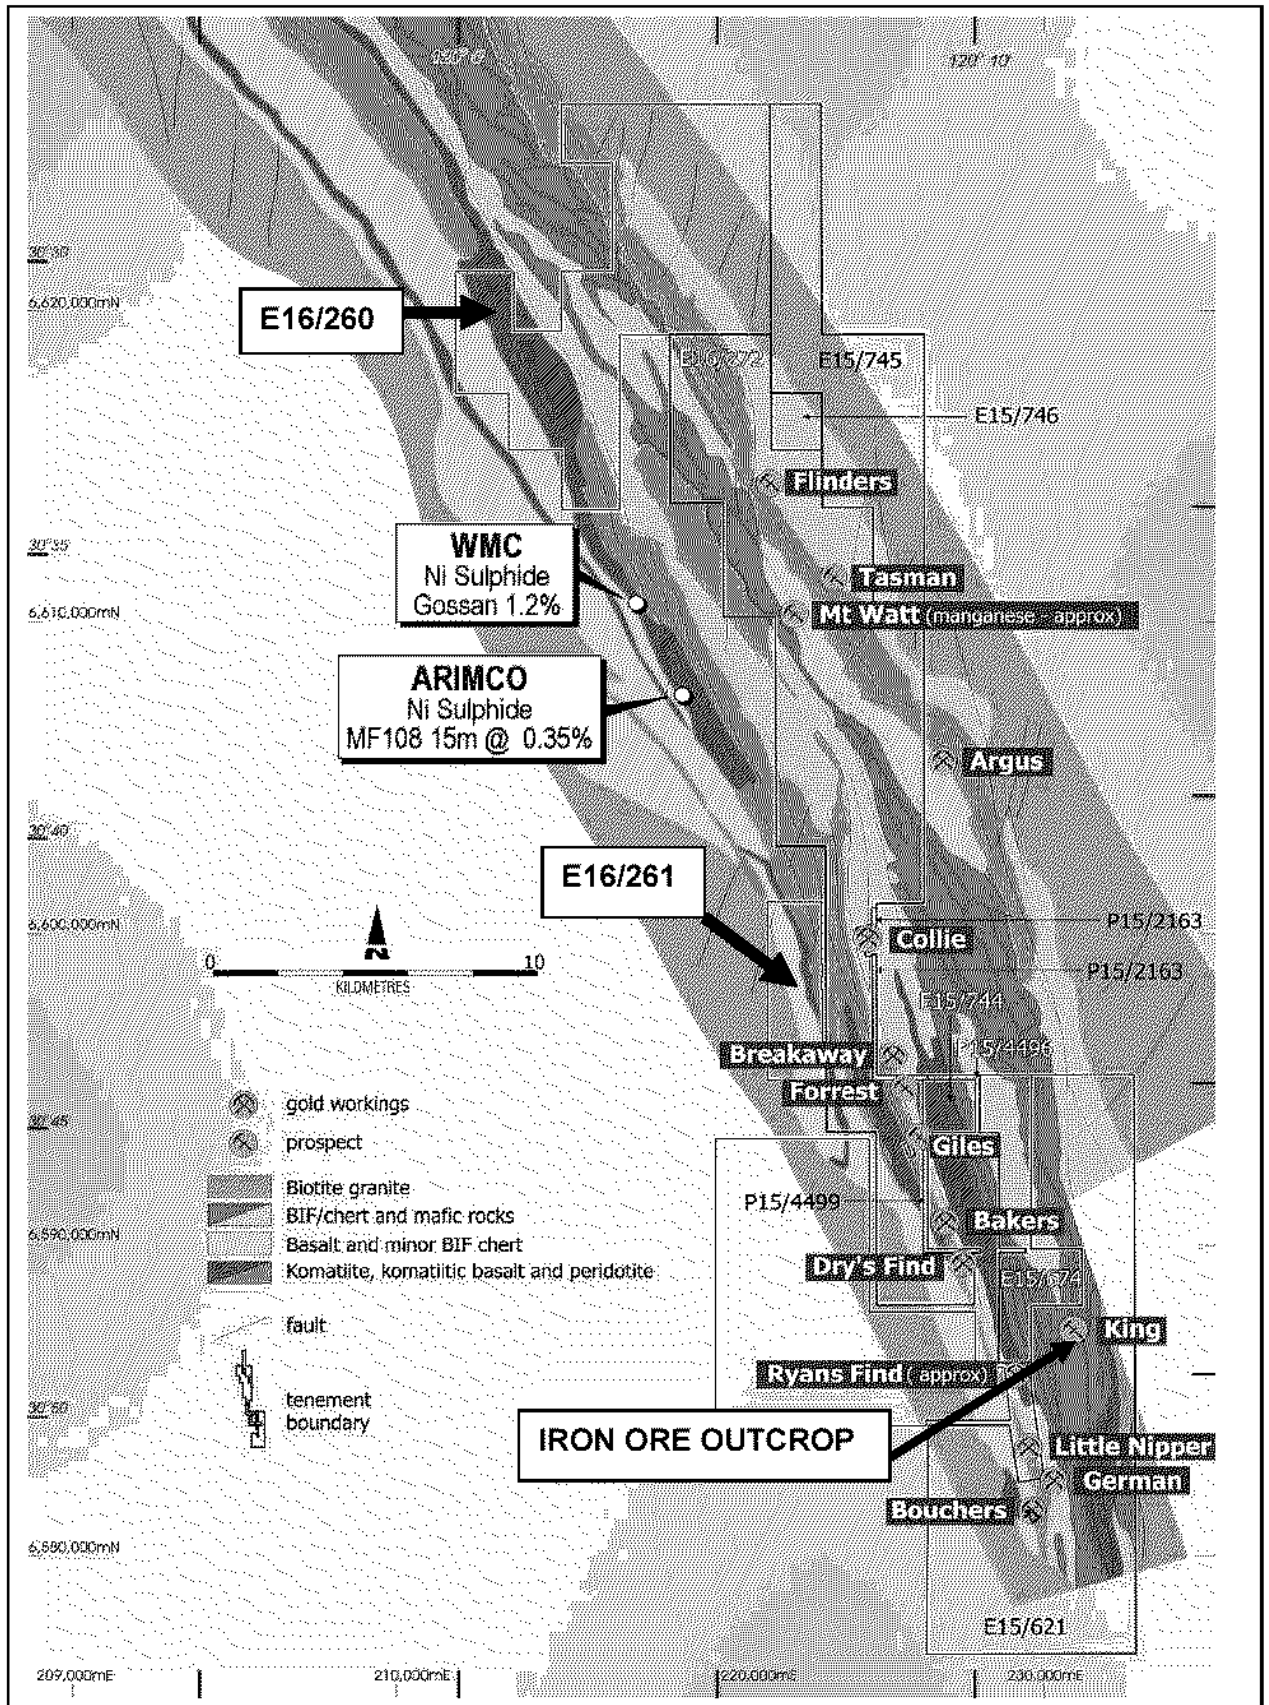 120° 10'
30°30
6,620,000mN
E16/260
E16/272
E15/745
E15/746
Flinders
WMC
Ni Sulphide
Gossan 1.2%
30°35
Tasman
6,610,000mN
Mt Watt (manganese - approx)
ARIMCO
Ni Sulphide
MF108 15m @ 0.35%
Argus
30°40
E16/261
6,600,000mN
P15/2163
Collie
0
10
N
KILOMETRES
P15/2163
E15/744
P15/4496
Breakaway
Forrest
gold workings
30°45
prospect
Giles
Biotite granite
P15/4499
BIF/chert and mafic rocks
Bakers
6,590,000mN
Basalt and minor BIF chert
Dry's Find
Komatiite, komatiitic basalt and peridotite
E15/674
fault
King
Ryans Find (approx)
tenement
boundary
30°50
IRON ORE OUTCROP
Little Nipper
German
Bouchers
6,580,000mN
E15/621
209,000mE
210,000mE
220,000mE
230,000mE